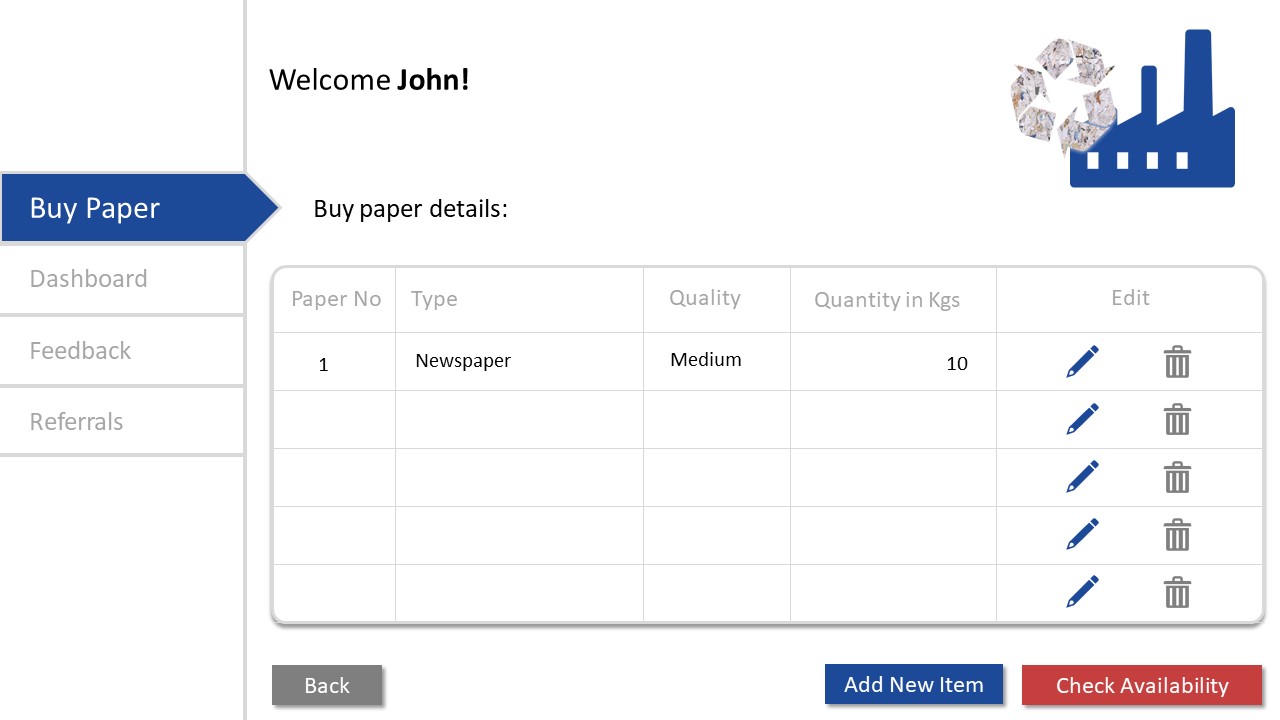 Welcome John!
Buy Paper
Buy paper details:
Dashboard
Feedback
Referrals
Paper No Type Quality Quantity in Kgs Edit
1 Newspaper Medium 10
Back Add New Item Check Availability